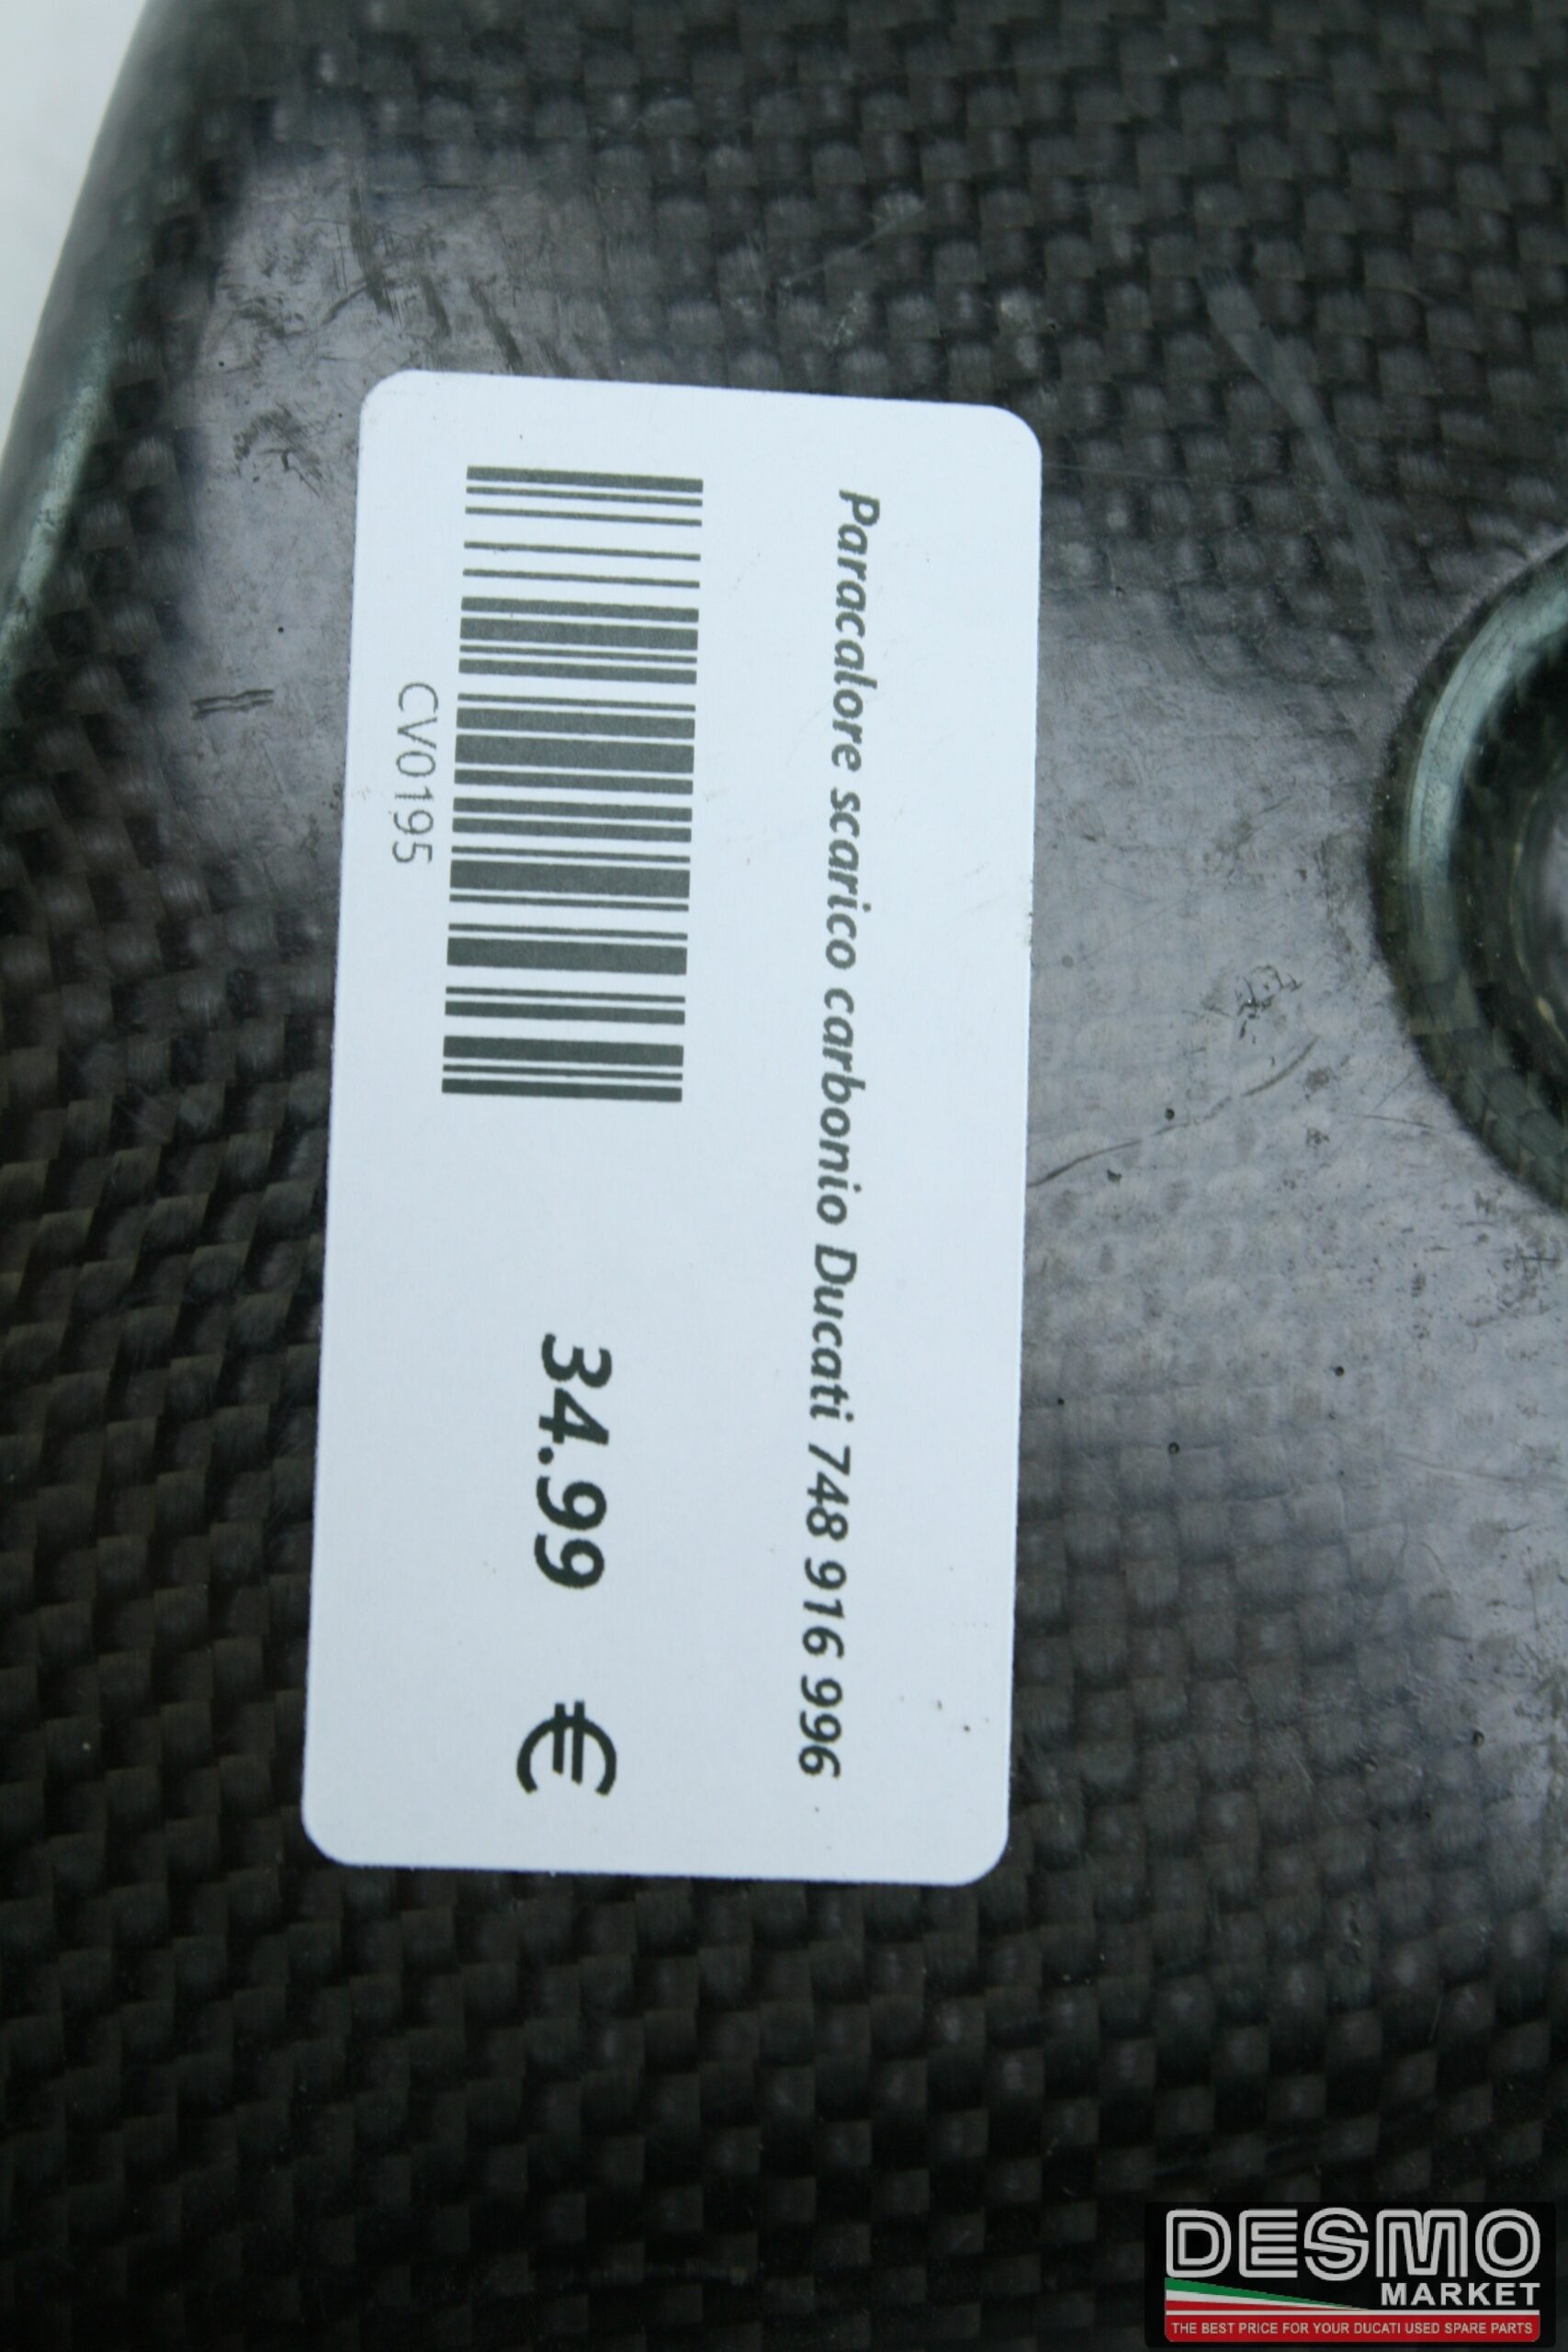 Paracalore scarico carbonio Ducati 748 916 996
CV0195
34.99 €
DESMO
MARKET
THE BEST PRICE FOR YOUR DUCATI USED SPARE PARTS